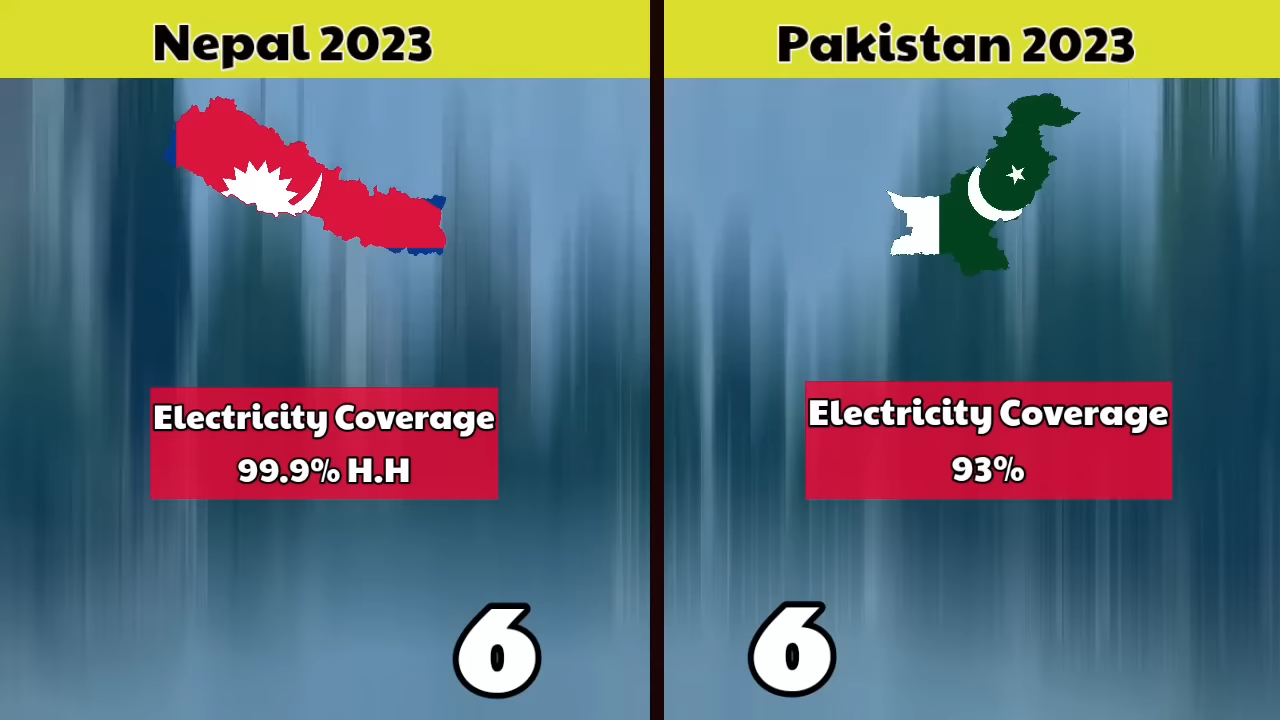 Nepal 2023
Electricity Coverage
99.9% H.H
6
Pakistan 2023
Electricity Coverage
93%
6